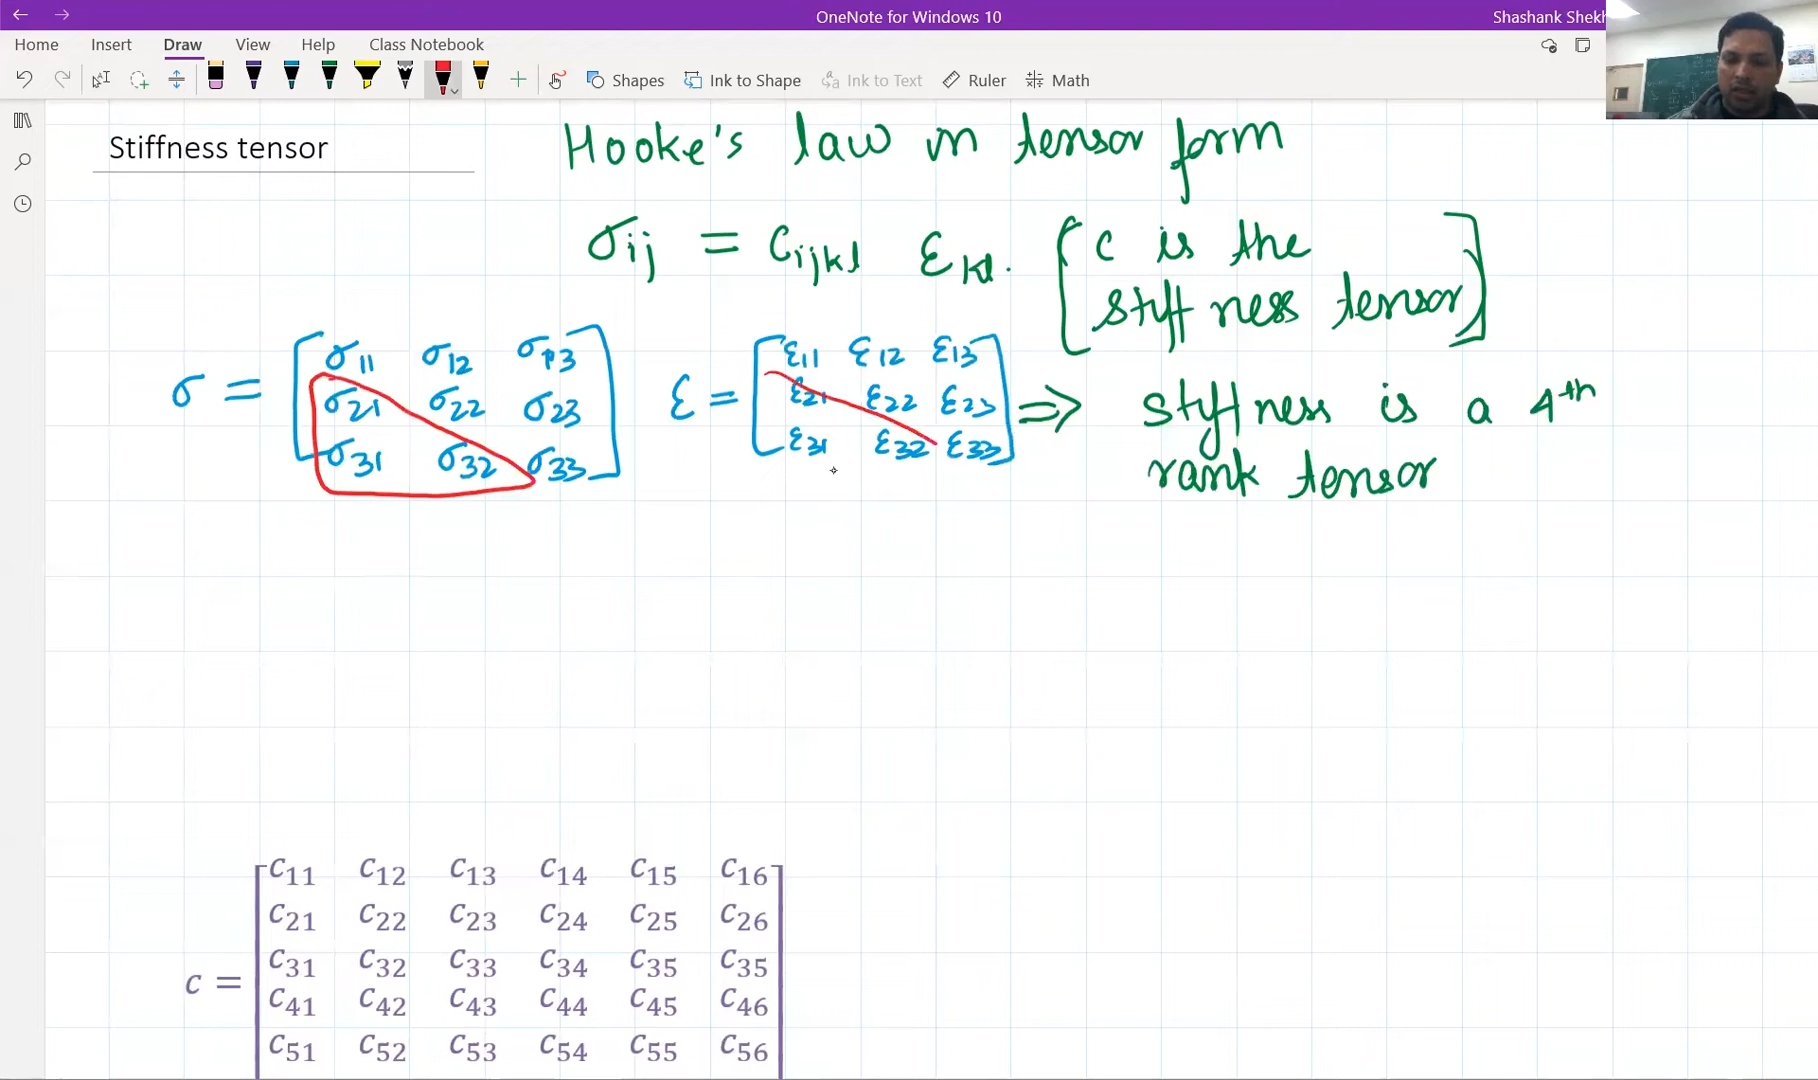 OneNote for Windows 10
Shashank Shekh
Home Insert Draw View Help Class Notebook
Shapes Ink to Shape Ink to Text Ruler Math
Stiffness tensor
Hooke's law in tensor form
σij = Cijkl εkl. [c is the
stiffness tensor]
σ = [σ11 σ12 σ13
σ21 σ22 σ23
σ31 σ32 σ33]
ε = [ε11 ε12 ε13
ε21 ε22 ε23
ε31 ε32 ε33]
⇒ stiffness is a 4th
rank tensor
c = [c11 c12 c13 c14 c15 c16
c21 c22 c23 c24 c25 c26
c31 c32 c33 c34 c35 c35
c41 c42 c43 c44 c45 c46
c51 c52 c53 c54 c55 c56